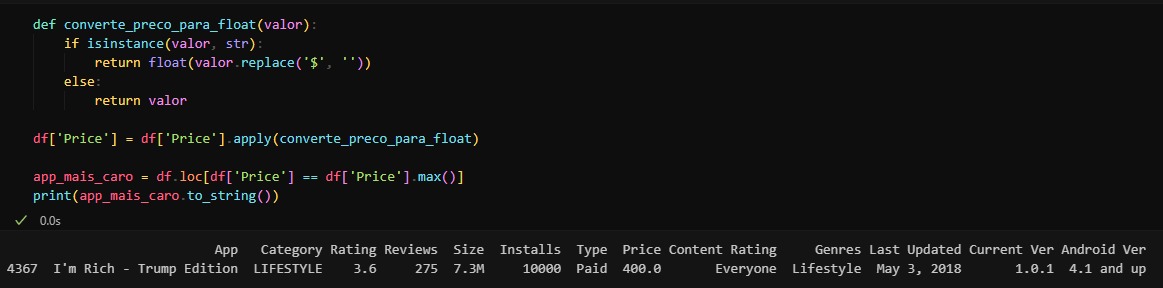 def converte_preco_para_float(valor):
    if isinstance(valor, str):
        return float(valor.replace('$', ''))
    else:
        return valor
df['Price'] = df['Price'].apply(converte_preco_para_float)
app_mais_caro = df.loc[df['Price'] == df['Price'].max()]
print(app_mais_caro.to_string())
✓ 0.0s
App Category Rating Reviews Size Installs Type Price Content Rating Genres Last Updated Current Ver Android Ver
4367 I'm Rich - Trump Edition LIFESTYLE 3.6 275 7.3M 10000 Paid 400.0 Everyone Lifestyle May 3, 2018 1.0.1 4.1 and up